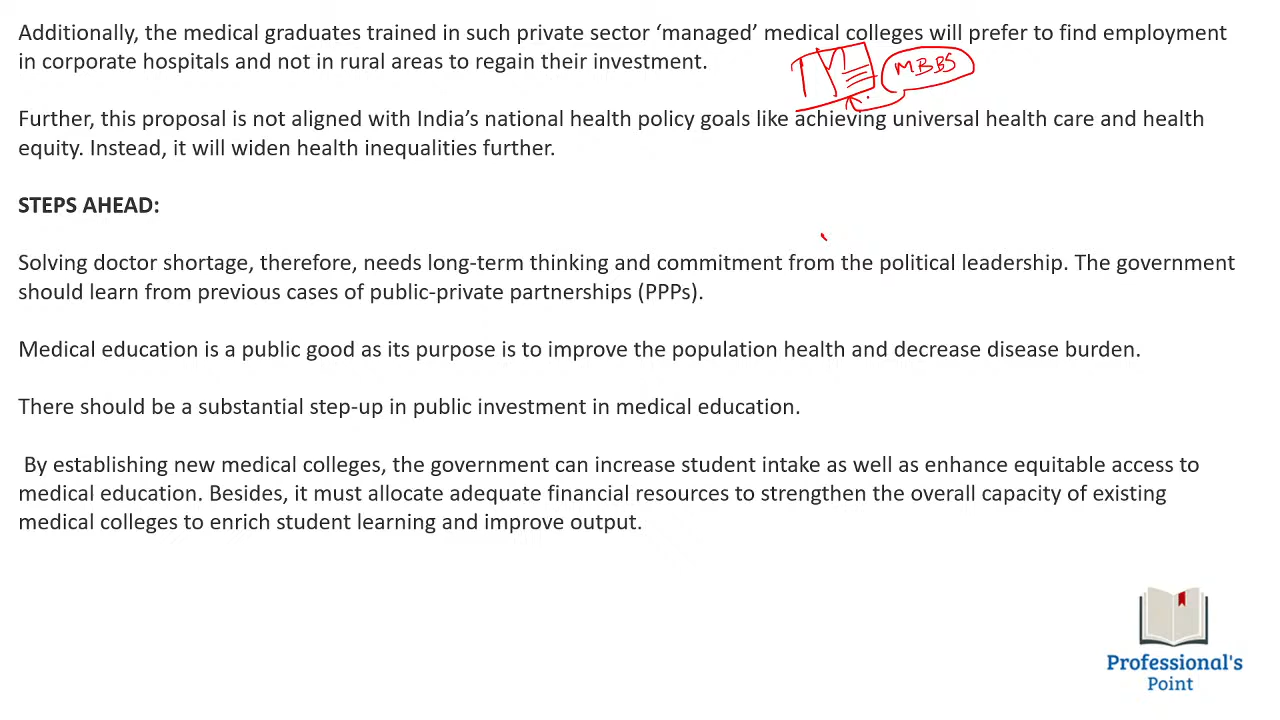 Additionally, the medical graduates trained in such private sector ‘managed’ medical colleges will prefer to find employment
in corporate hospitals and not in rural areas to regain their investment.
MBBS
Further, this proposal is not aligned with India’s national health policy goals like achieving universal health care and health
equity. Instead, it will widen health inequalities further.
STEPS AHEAD:
Solving doctor shortage, therefore, needs long-term thinking and commitment from the political leadership. The government
should learn from previous cases of public-private partnerships (PPPs).
Medical education is a public good as its purpose is to improve the population health and decrease disease burden.
There should be a substantial step-up in public investment in medical education.
By establishing new medical colleges, the government can increase student intake as well as enhance equitable access to
medical education. Besides, it must allocate adequate financial resources to strengthen the overall capacity of existing
medical colleges to enrich student learning and improve output.
Professional's
Point